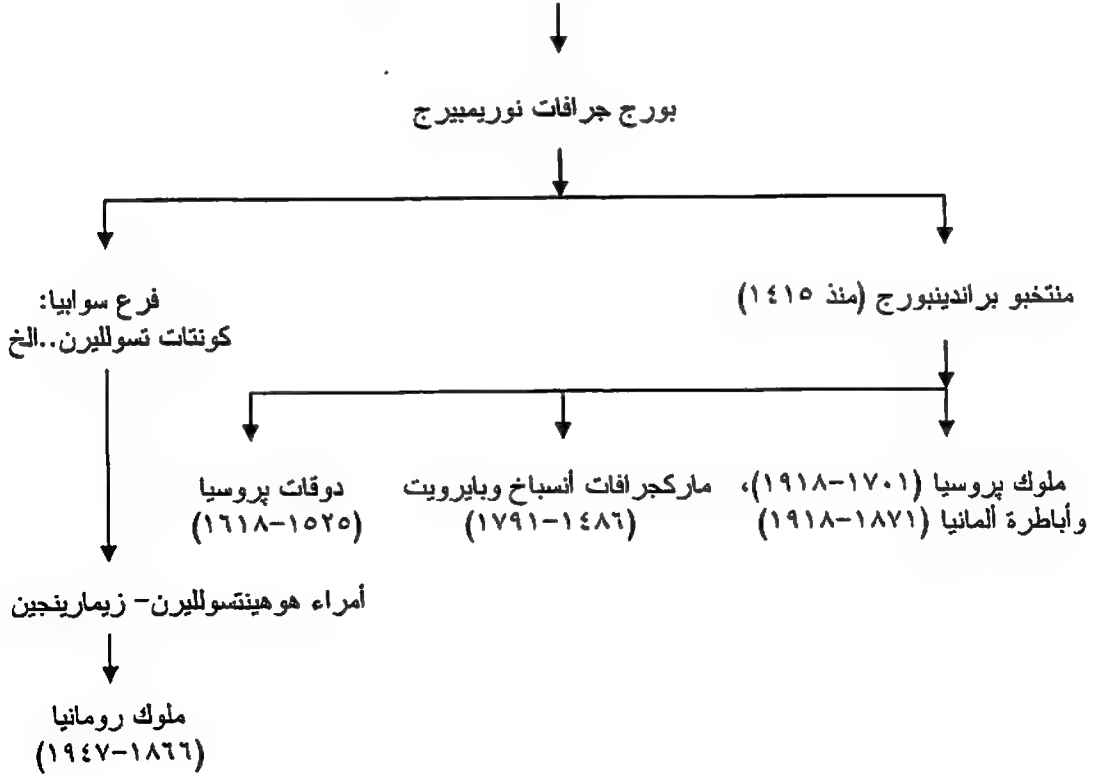 بورج جرافات نوريمبيرج
منتخبو براندينبورج (منذ ١٤١٥)
فرع سوابيا:
كونتات تسولليرن..الخ
ملوك پروسيا (١٧٠١-١٩١٨)،
وأباطرة ألمانيا (١٨٧١-١٩١٨)
ماركجرافات أنسباخ وبايرويت
(١٤٨٦-١٧٩١)
دوقات پروسيا
(١٥٢٥-١٦١٨)
أمراء هوهينتسولليرن- زيمارينجين
ملوك رومانيا
(١٨٦٦-١٩٤٧)